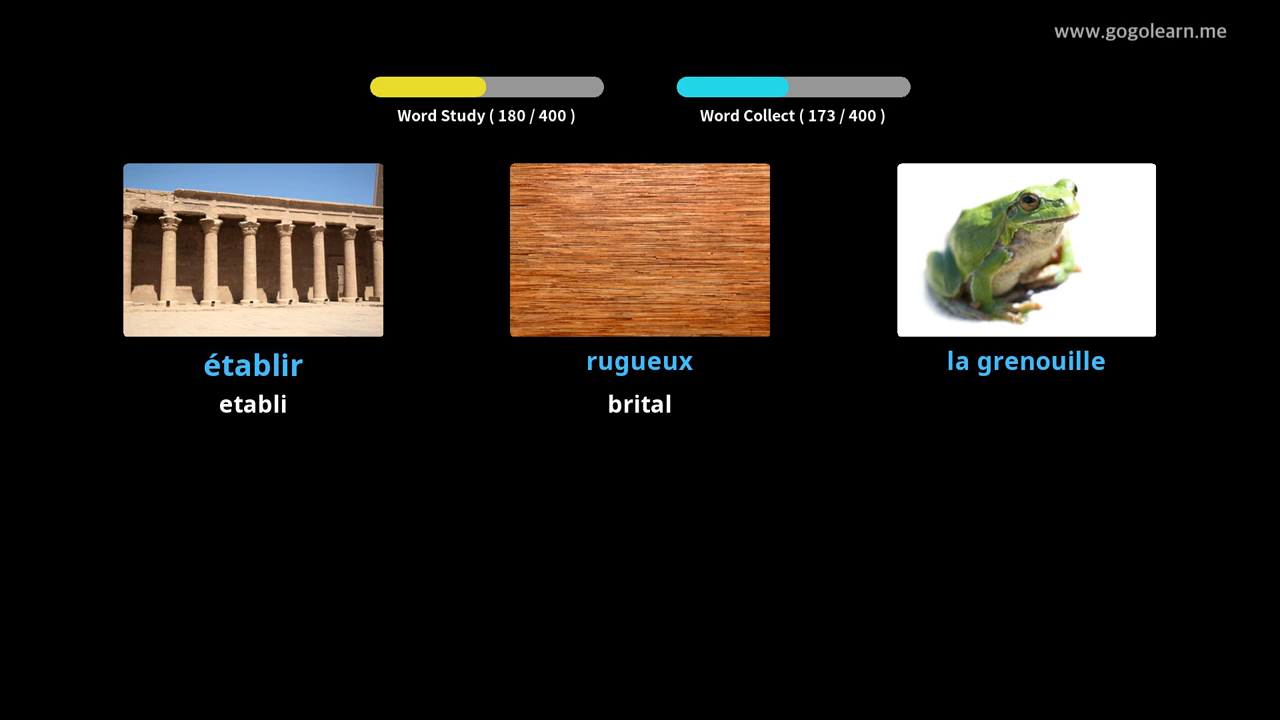 www.gogolearn.me
Word Study ( 180 / 400 )
Word Collect ( 173 / 400 )
établir
rugueux
la grenouille
etabli
brital